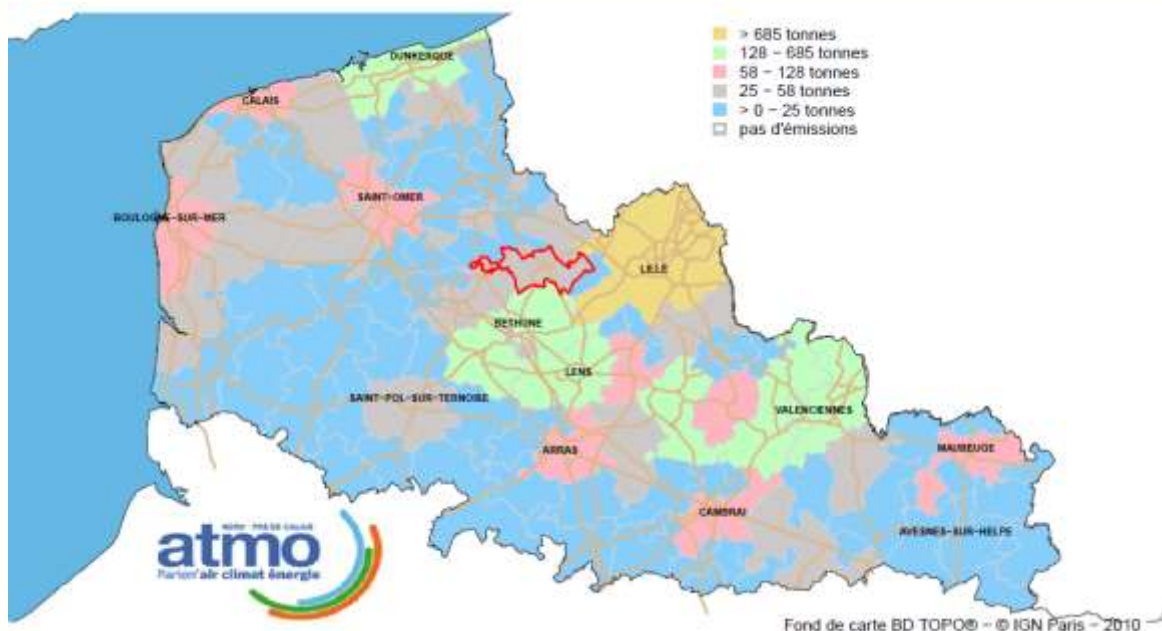 > 685 tonnes
128 – 685 tonnes
58 – 128 tonnes
25 – 58 tonnes
> 0 – 25 tonnes
pas d'émissions
DUNKERQUE
CALAIS
SAINT-OMER
BOULOGNE-SUR-MER
LILLE
BETHUNE
LENS
SAINT-POL-SUR-TERNOISE
VALENCIENNES
ARRAS
MAUBEUGE
CAMBRAI
AVESNES-SUR-HELPE
NORD - PAS DE CALAIS
atmo
Parten'air climat énergie
Fond de carte BD TOPO® – © IGN Paris – 2010